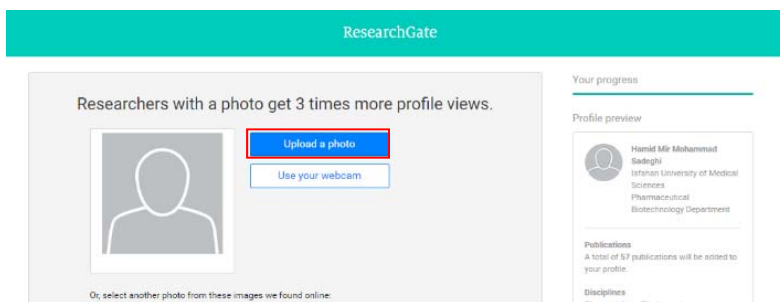 ResearchGate
Researchers with a photo get 3 times more profile views.
Upload a photo
Use your webcam
Or, select another photo from these images we found online:
Your progress
Profile preview
Hamid Mir Mohammad
Sadeghi
Isfahan University of Medical
Sciences
Pharmaceutical
Biotechnology Department
Publications
A total of 57 publications will be added to
your profile.
Disciplines